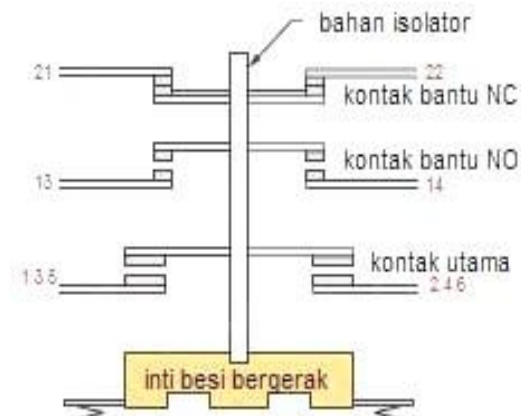 bahan isolator
21
22
kontak bantu NC
kontak bantu NO
13
14
kontak utama
1 3 5
2 4 6
inti besi bergerak